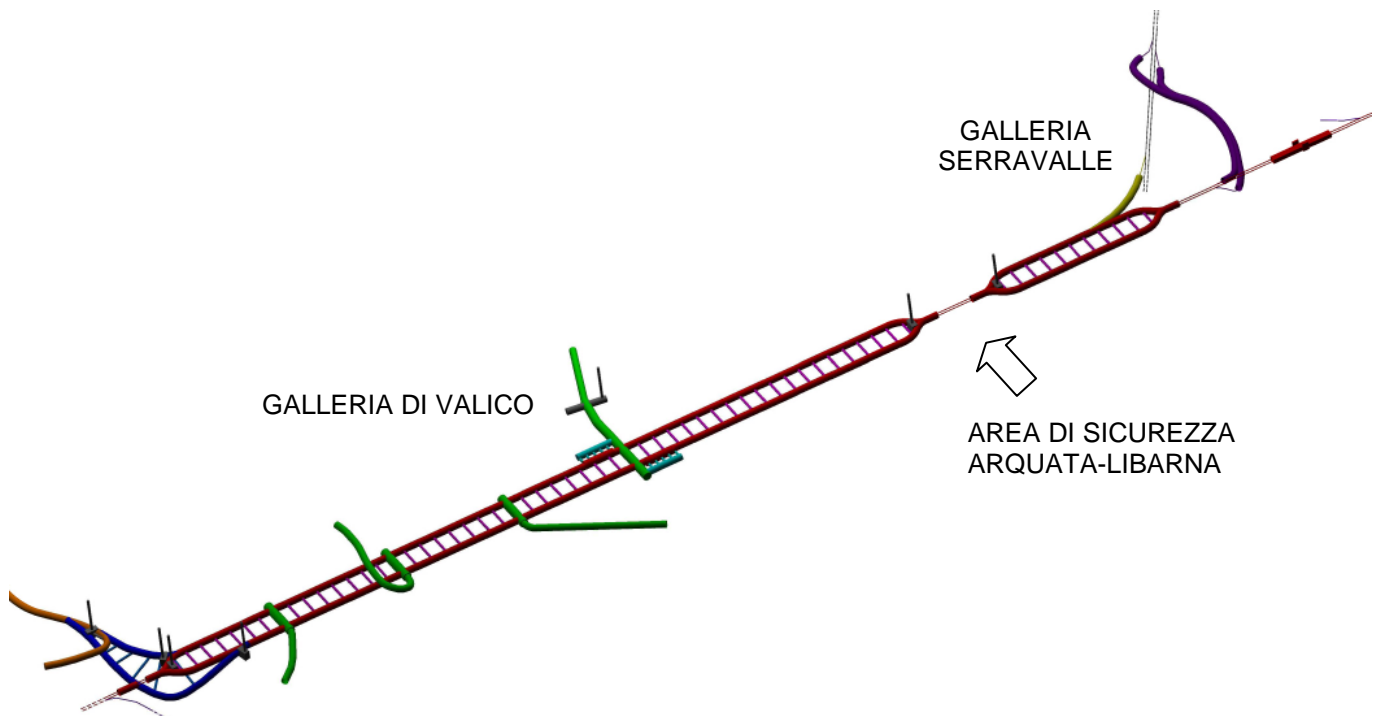 GALLERIA
SERRAVALLE
GALLERIA DI VALICO
AREA DI SICUREZZA
ARQUATA-LIBARNA